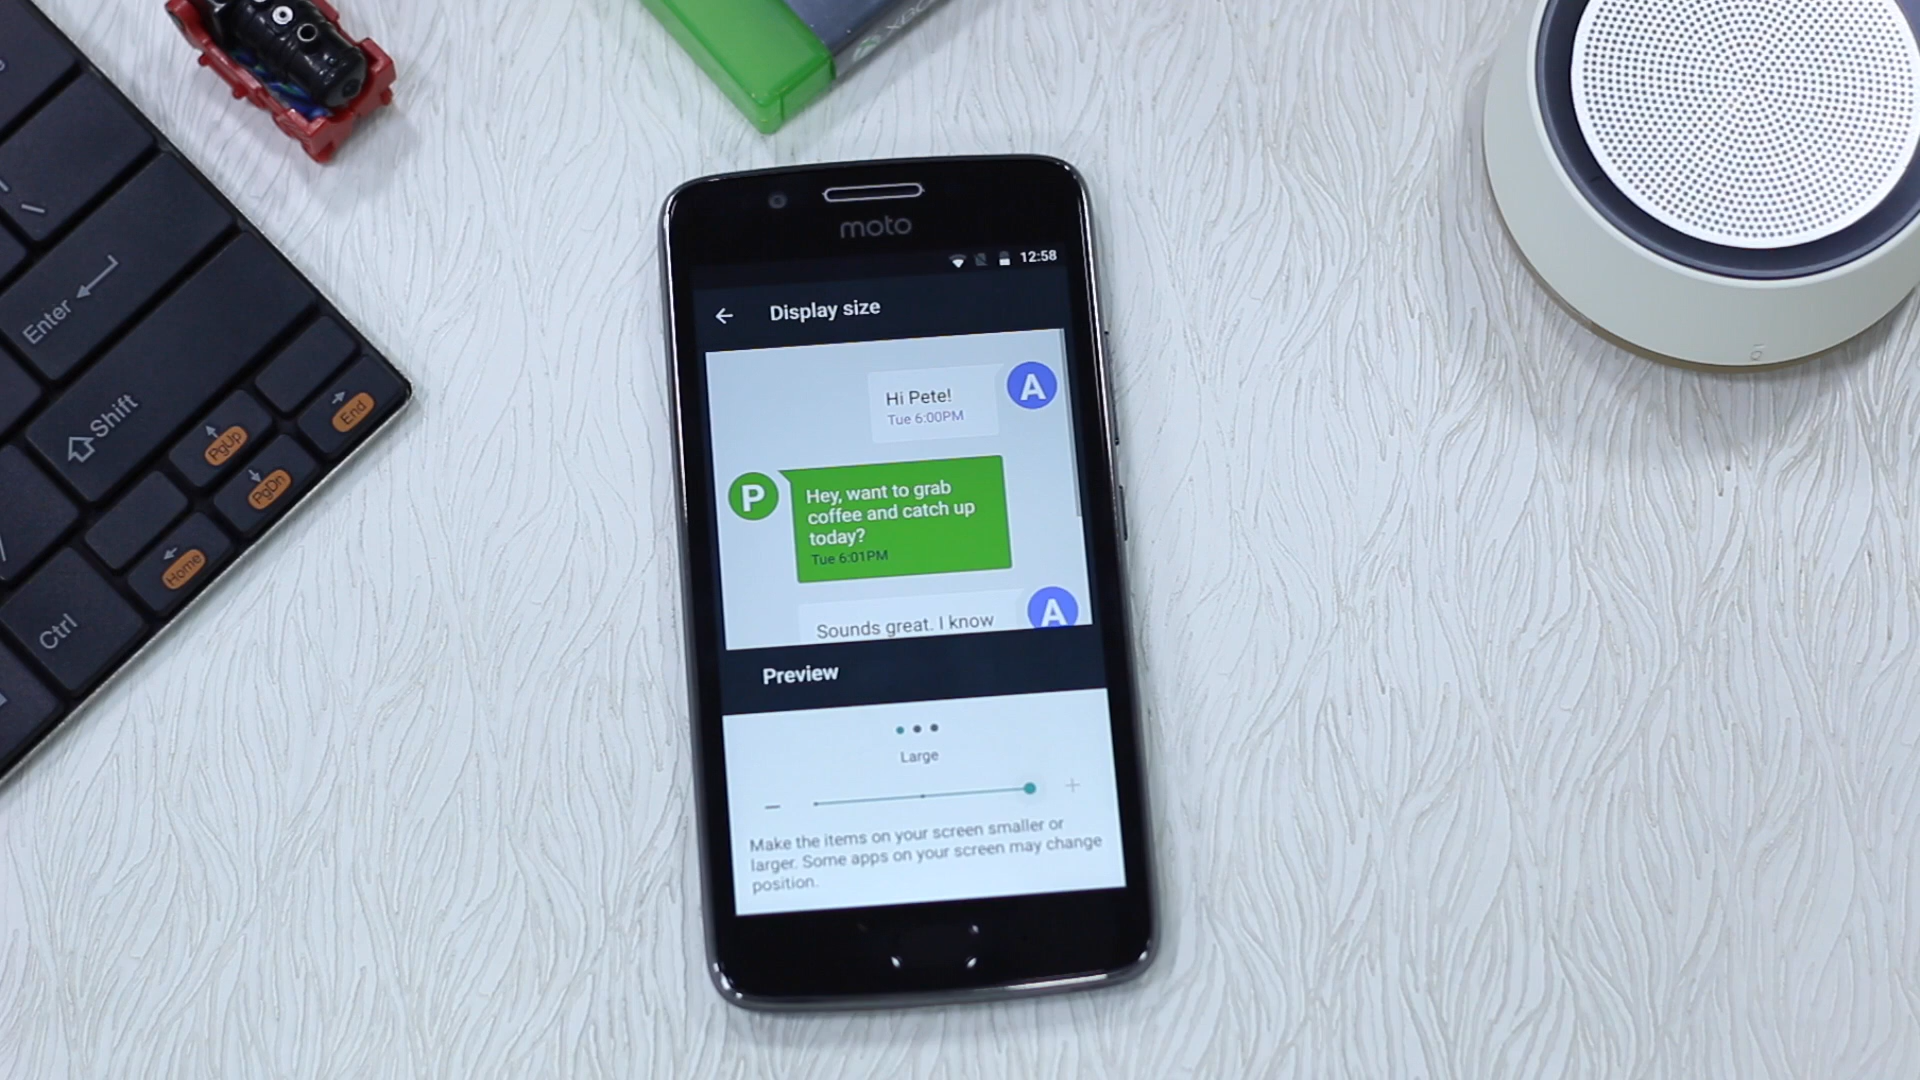 XBO
moto
12:58
Display size
Hi Pete!
Tue 6:00PM
A
P
Hey, want to grab
coffee and catch up
today?
Tue 6:01PM
A
Sounds great. I know
Preview
Large
Make the items on your screen smaller or
larger. Some apps on your screen may change
position.
Enter
Shift
PgUp
End
PgDn
Home
Ctrl